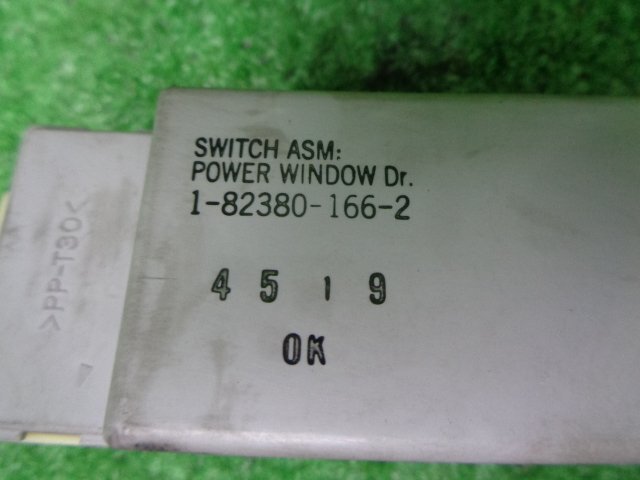 SWITCH ASM:
POWER WINDOW Dr.
1-82380-166-2
4 5 1 9
OK
>PP-T30<